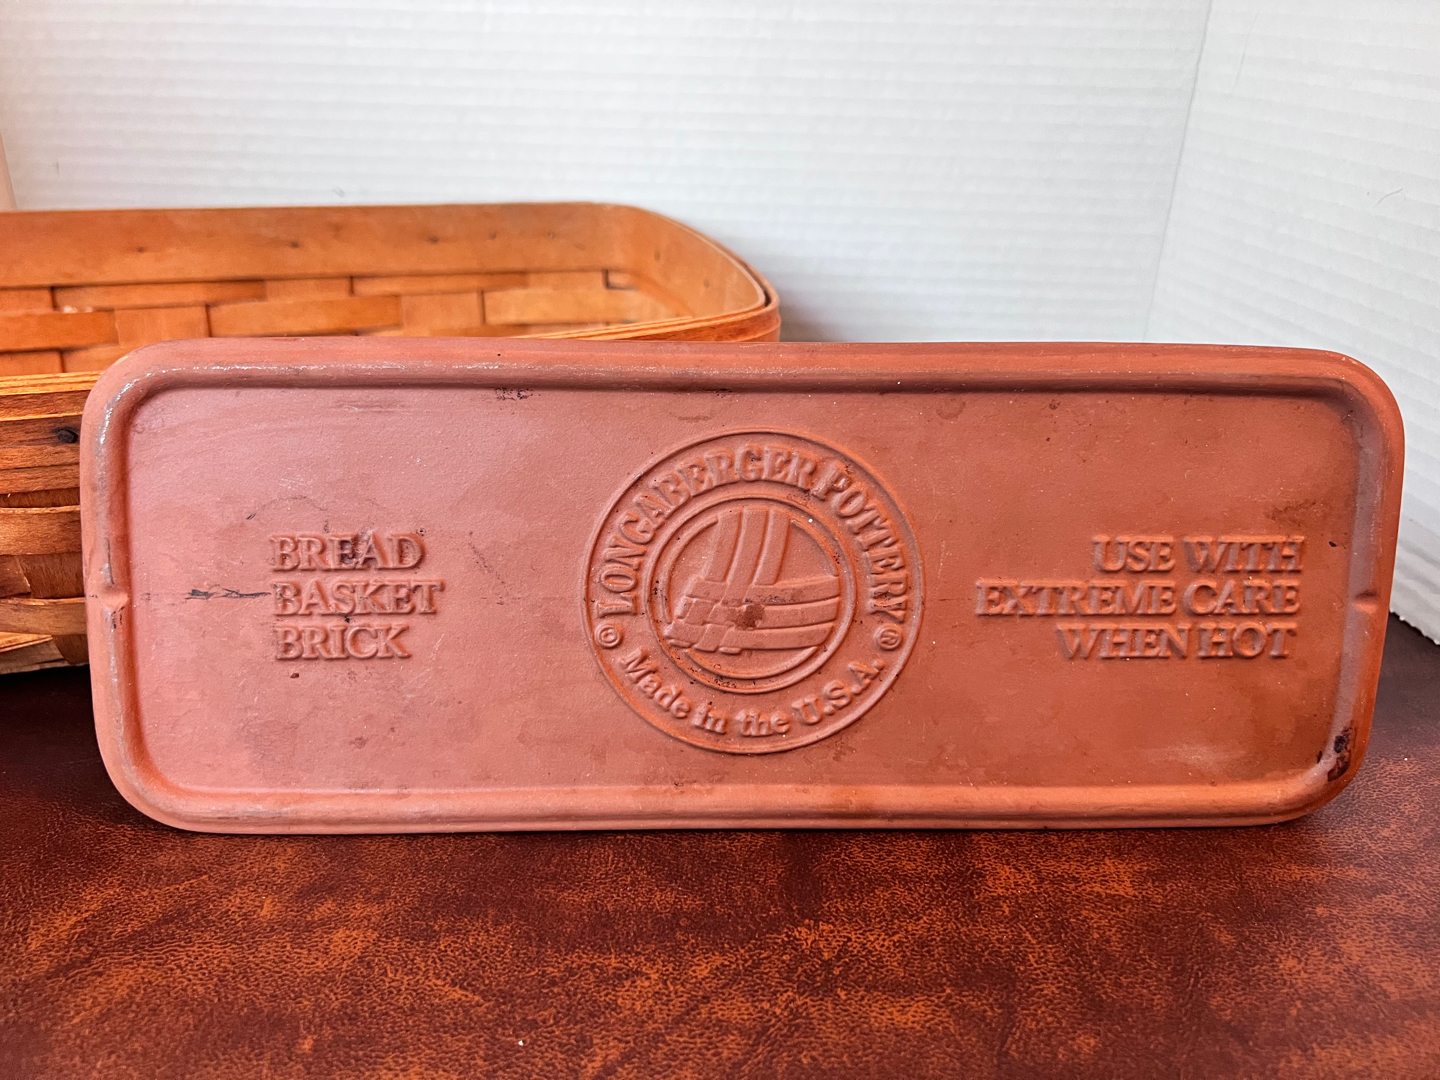 BREAD
BASKET
BRICK
LONGABERGER POTTERY
© Made in the U.S.A. ®
USE WITH
EXTREME CARE
WHEN HOT